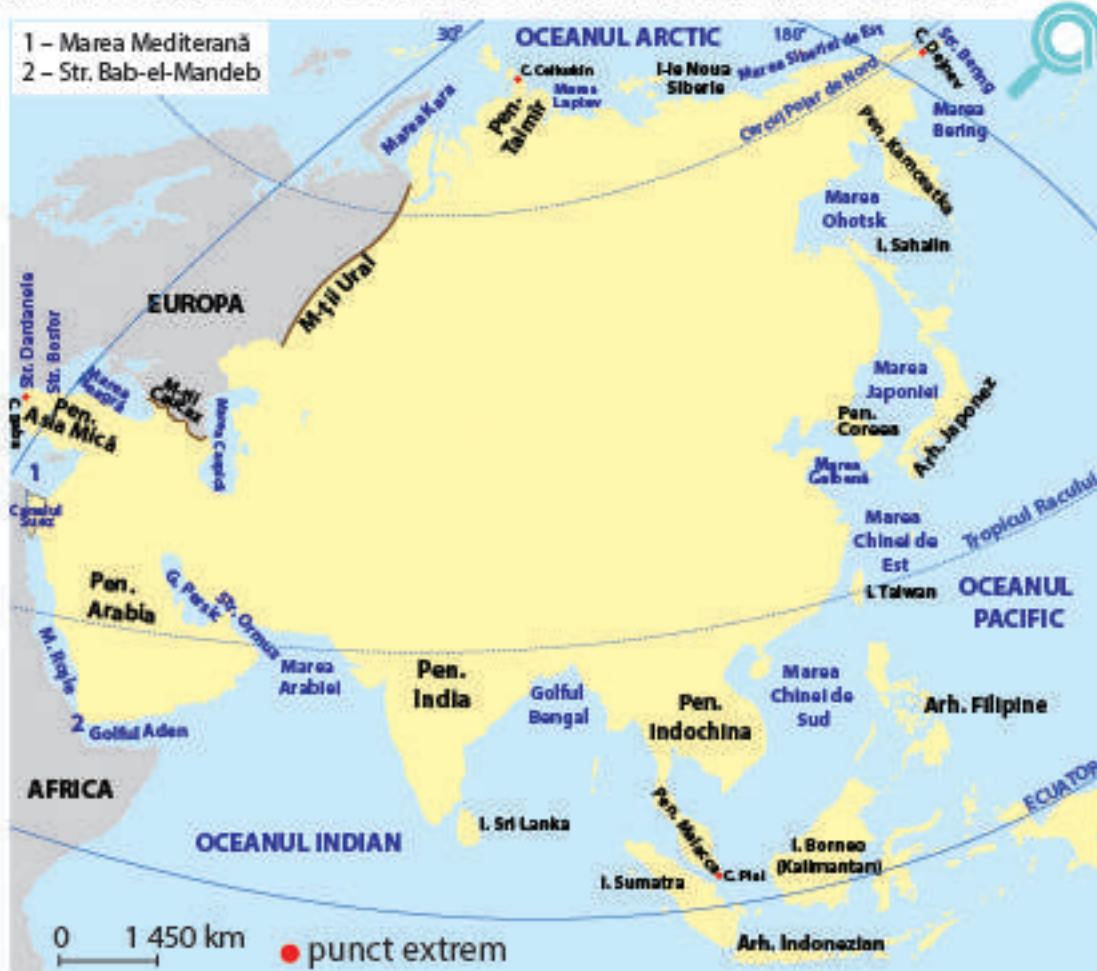 1 – Marea Mediterană
2 – Str. Bab-el-Mandeb
30°
OCEANUL ARCTIC
180°
Marea Siberiei de Est
C. Dejnev
Str. Bering
C. Celiuskin
Marea
Laptev
I-le Noua
Siberie
Marea Kara
Pen.
Taimir
Cercul Polar de Nord
Marea
Bering
Pen. Kamceatka
Marea
Ohotsk
I. Sahalin
EUROPA
M-ții Ural
Str. Dardanele
Str. Bosfor
Marea
Neagră
M-ții
Caucaz
Marea Caspică
C. Baba
Pen.
Asia Mică
1
Canalul
Suez
Marea
Japoniei
Pen.
Coreea
Arh. Japonez
Marea
Galbenă
Marea
Chinei de
Est
Tropicul Racului
I. Taiwan
OCEANUL
PACIFIC
Pen.
Arabia
G. Persic
Str. Ormuz
M. Roșie
Marea
Arabiei
2
Golful Aden
Pen.
India
Golful
Bengal
Pen.
Indochina
Marea
Chinei de
Sud
Arh. Filipine
AFRICA
OCEANUL INDIAN
I. Sri Lanka
Pen. Malacca
C. Piai
I. Borneo
(Kalimantan)
ECUATOR
I. Sumatra
Arh. Indonezian
0 1 450 km
punct extrem